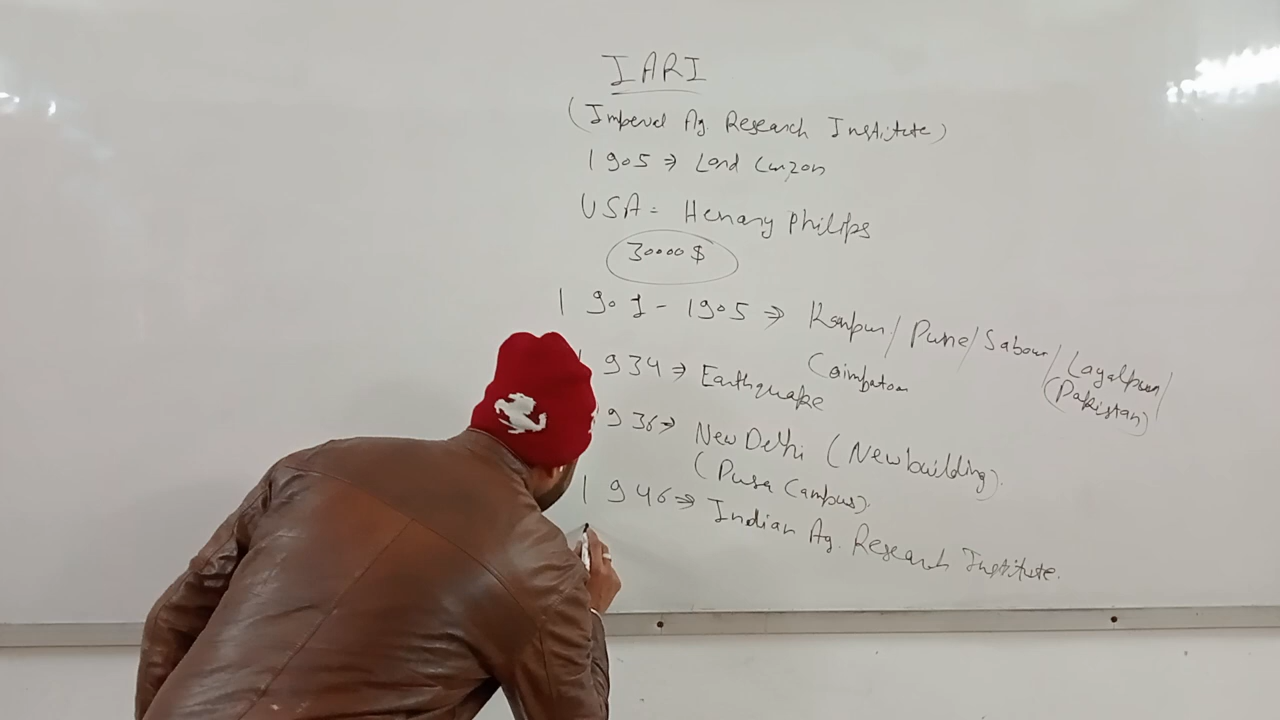 IARI
(Imperial Ag. Research Institute)
1905 ⇒ Lord Curzon
USA = Henary Philips
30000 $
1901 - 1905 ⇒ Kanpur/ Pune/ Sabour/ Layalpur/
Coimbatore (Pakistan)
1934 ⇒ Earthquake
936 ⇒ New Delhi (New building).
(Pusa Campus).
1946 ⇒ Indian Ag. Research Institute.